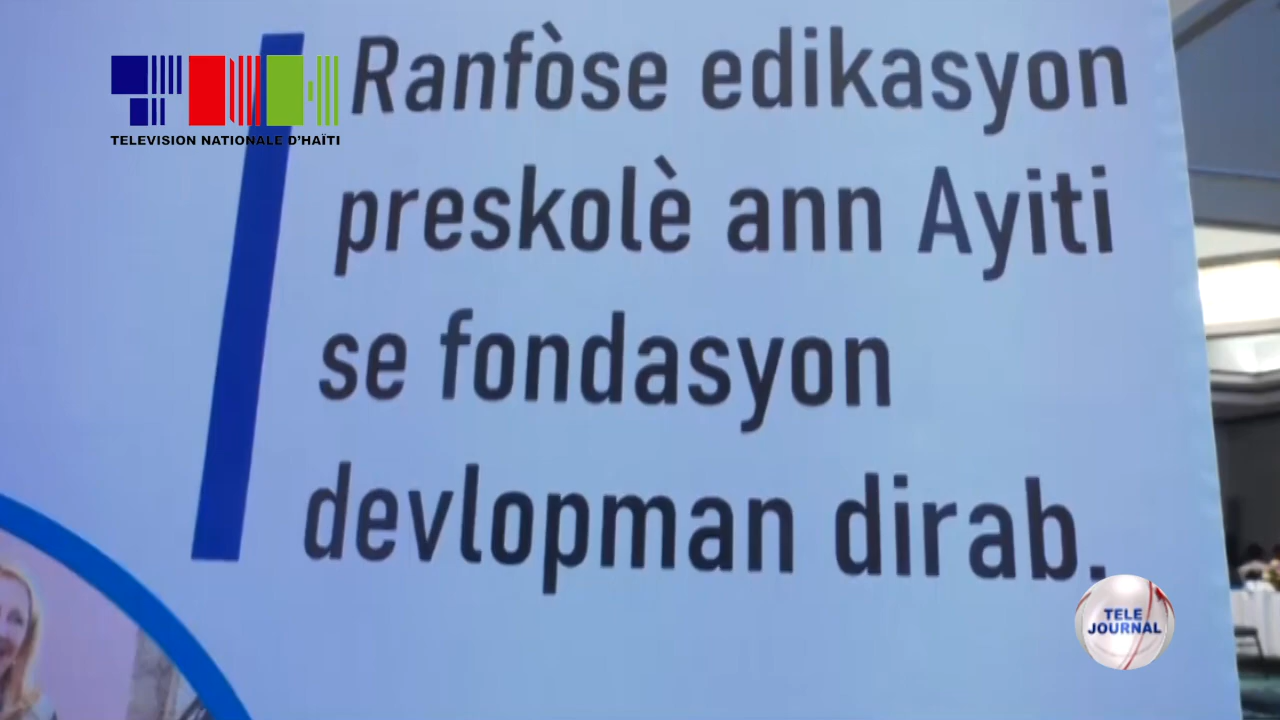 TELEVISION NATIONALE D'HAÏTI
Ranfòse edikasyon
preskolè ann Ayiti
se fondasyon
devlopman dirab.
TELE
JOURNAL